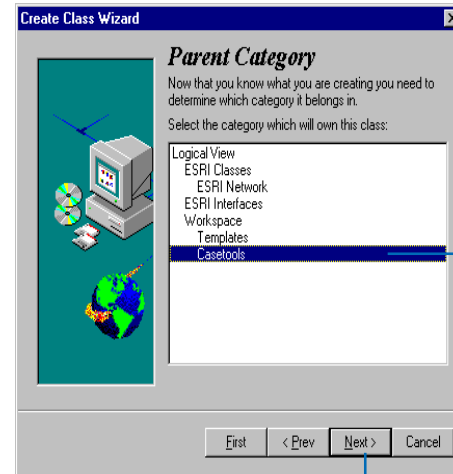 Create Class Wizard
Parent Category
Now that you know what you are creating you need to
determine which category it belongs in.
Select the category which will own this class:
Logical View
ESRI Classes
ESRI Network
ESRI Interfaces
Workspace
Templates
Casetools
First
< Prev
Next >
Cancel